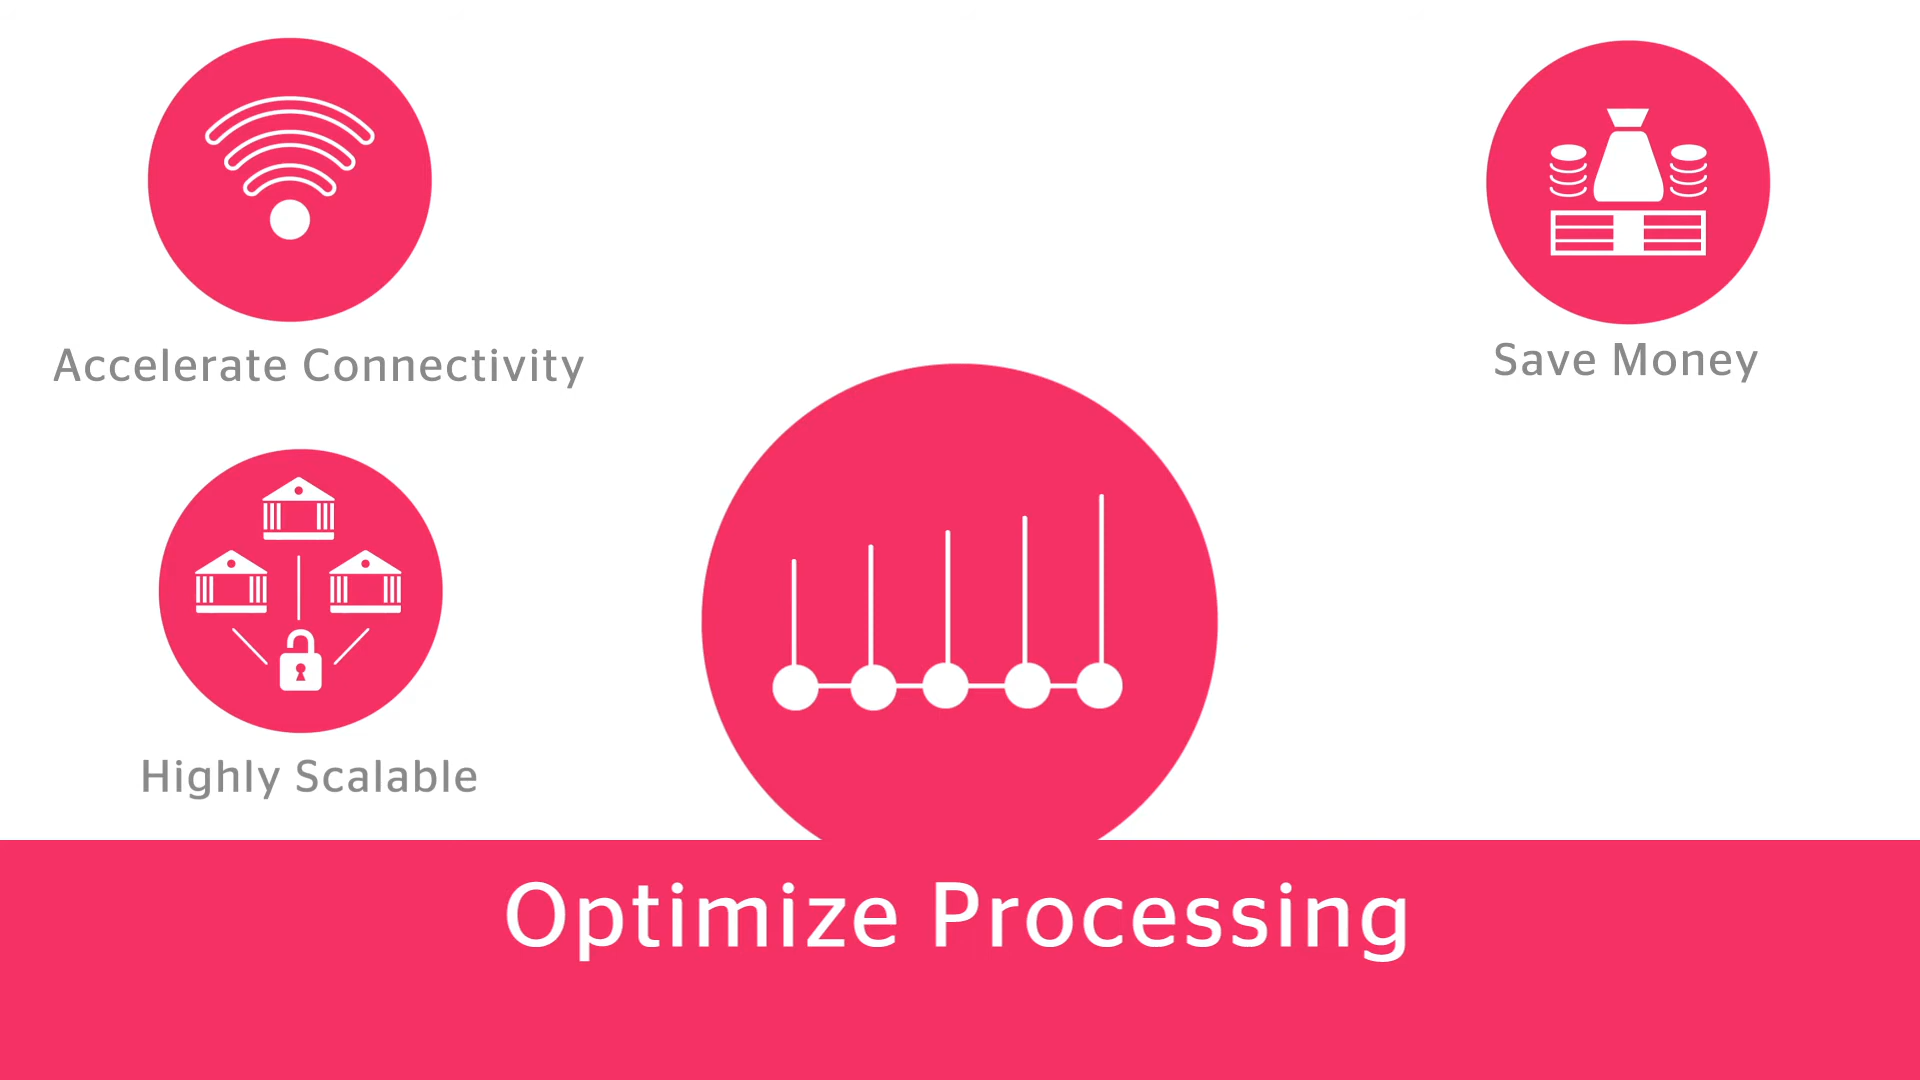 Accelerate Connectivity
Save Money
Highly Scalable
Optimize Processing